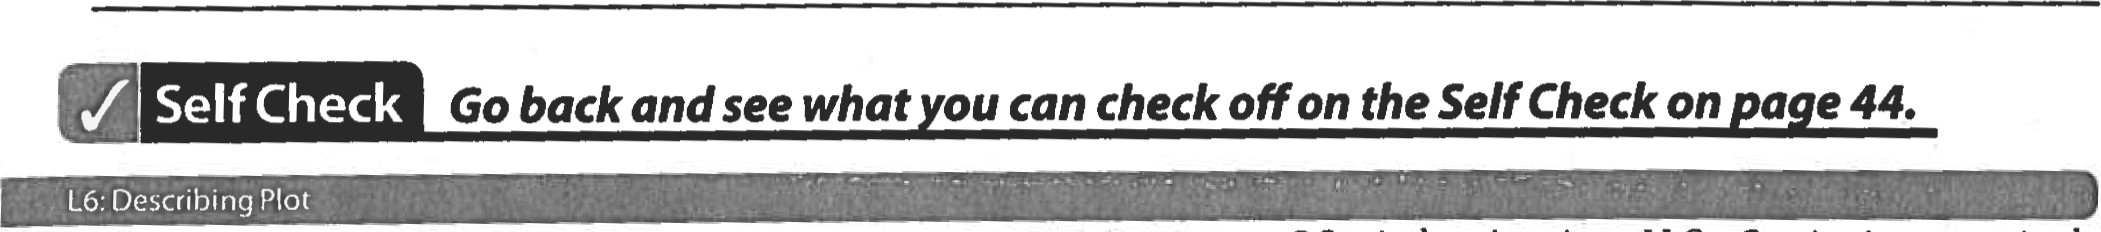 ✓ Self Check Go back and see what you can check off on the Self Check on page 44.
L6: Describing Plot